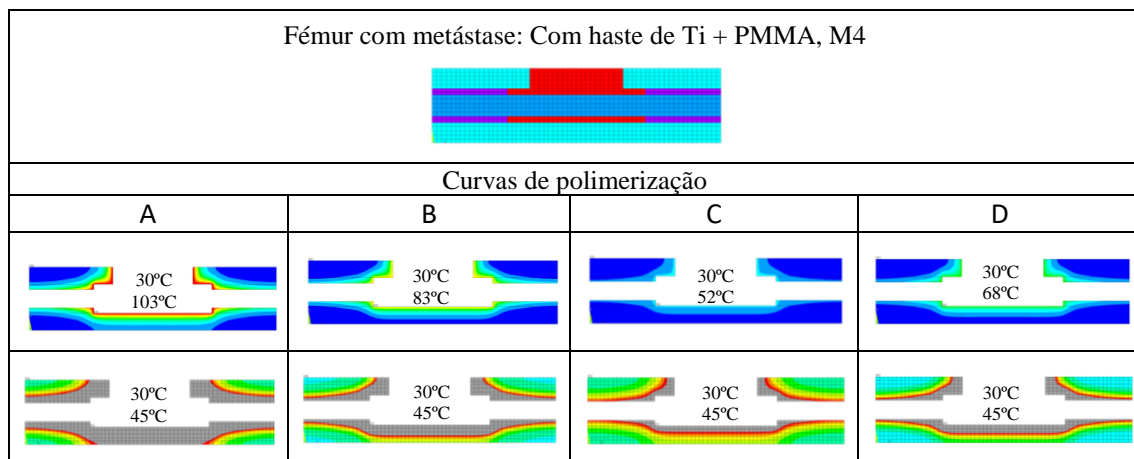 Fémur com metástase: Com haste de Ti + PMMA, M4
Curvas de polimerização
A B C D
30ºC 30ºC 30ºC 30ºC
103ºC 83ºC 52ºC 68ºC
30ºC 30ºC 30ºC 30ºC
45ºC 45ºC 45ºC 45ºC